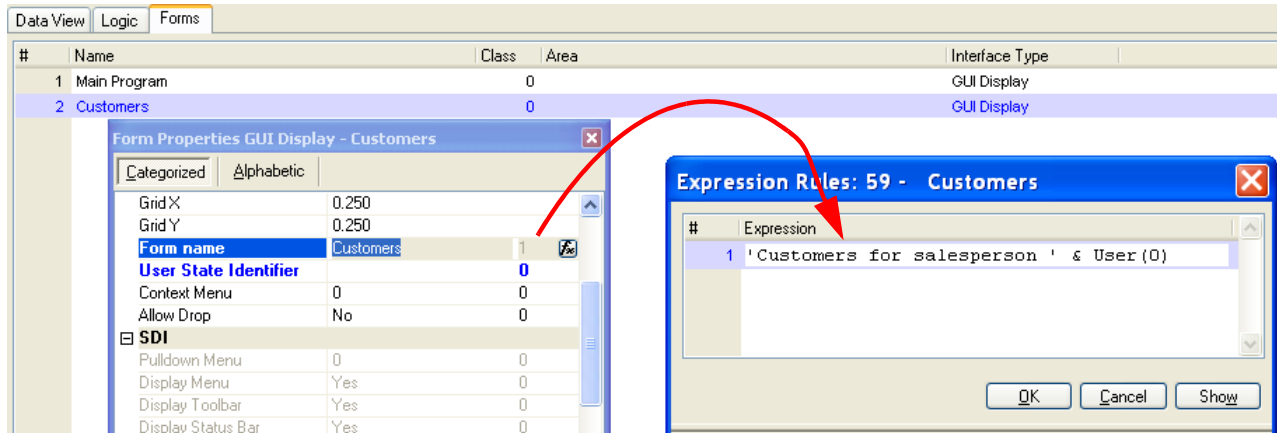 Data View Logic Forms
# Name Class Area Interface Type
1 Main Program 0 GUI Display
2 Customers 0 GUI Display
Form Properties GUI Display - Customers
Categorized Alphabetic
Grid X 0.250
Grid Y 0.250
Form name Customers 1
User State Identifier 0
Context Menu 0 0
Allow Drop No 0
SDI
Pulldown Menu 0 0
Display Menu Yes 0
Display Toolbar Yes 0
Display Status Bar Yes 0
Expression Rules: 59 - Customers
# Expression
1 'Customers for salesperson ' & User(0)
OK Cancel Show